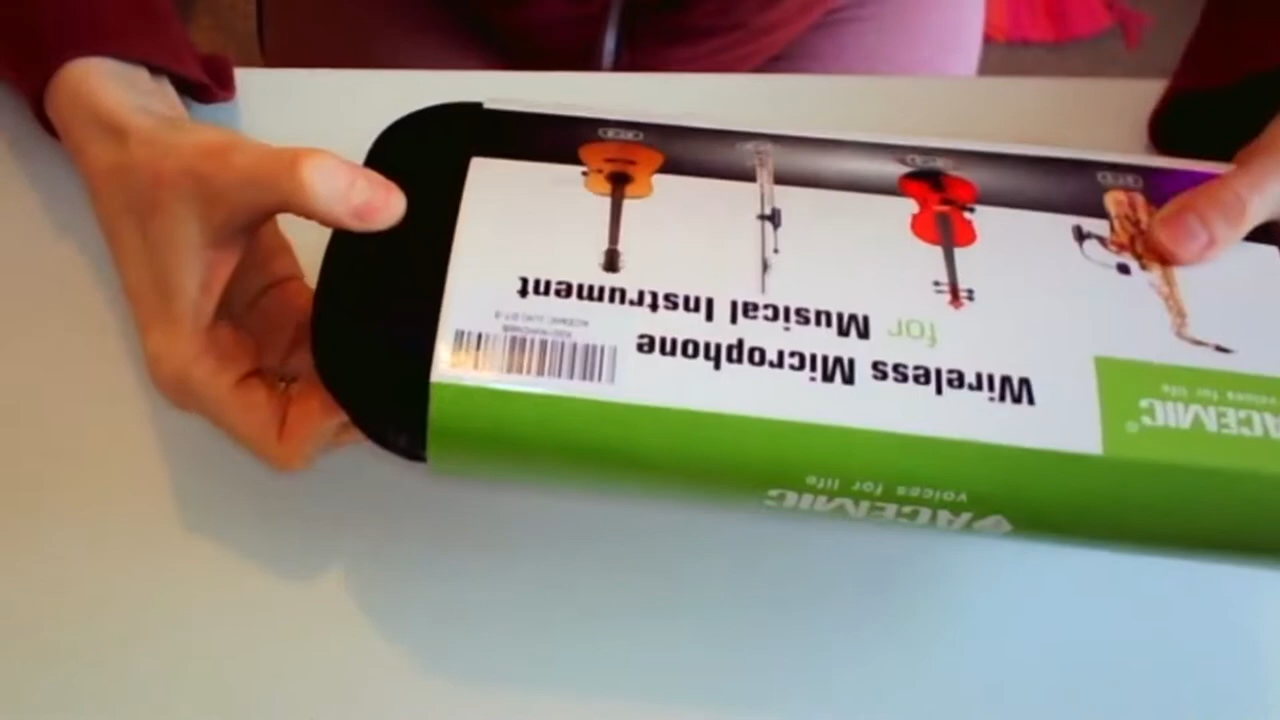 ACEMIC
voices for life
ACEMIC®
voices for life
Wireless Microphone
for Musical Instrument